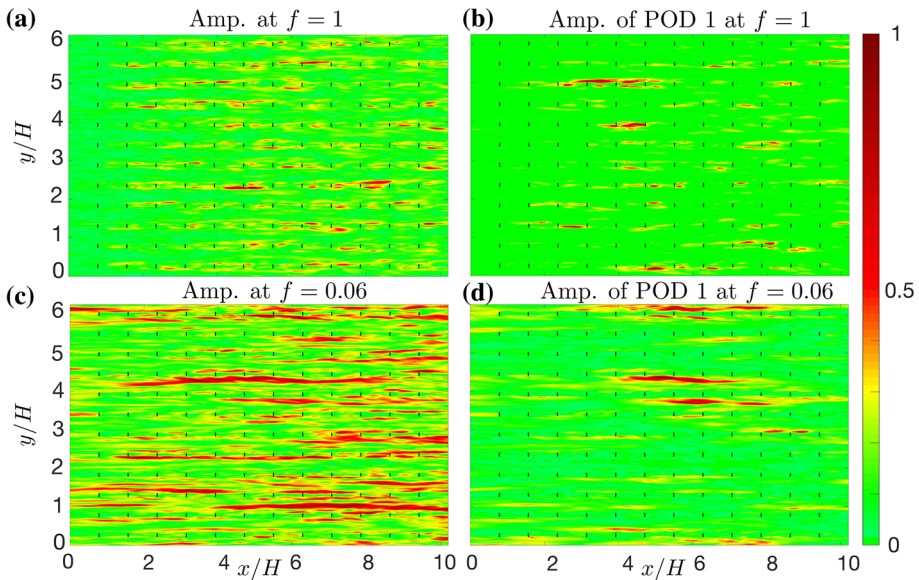 (a) Amp. at f = 1
(b) Amp. of POD 1 at f = 1
6
5
4
3
2
1
0
y/H
1
0.5
0
(c) Amp. at f = 0.06
(d) Amp. of POD 1 at f = 0.06
6
5
4
3
2
1
0
y/H
0 2 4 6 8 10
x/H
0 2 4 6 8 10
x/H